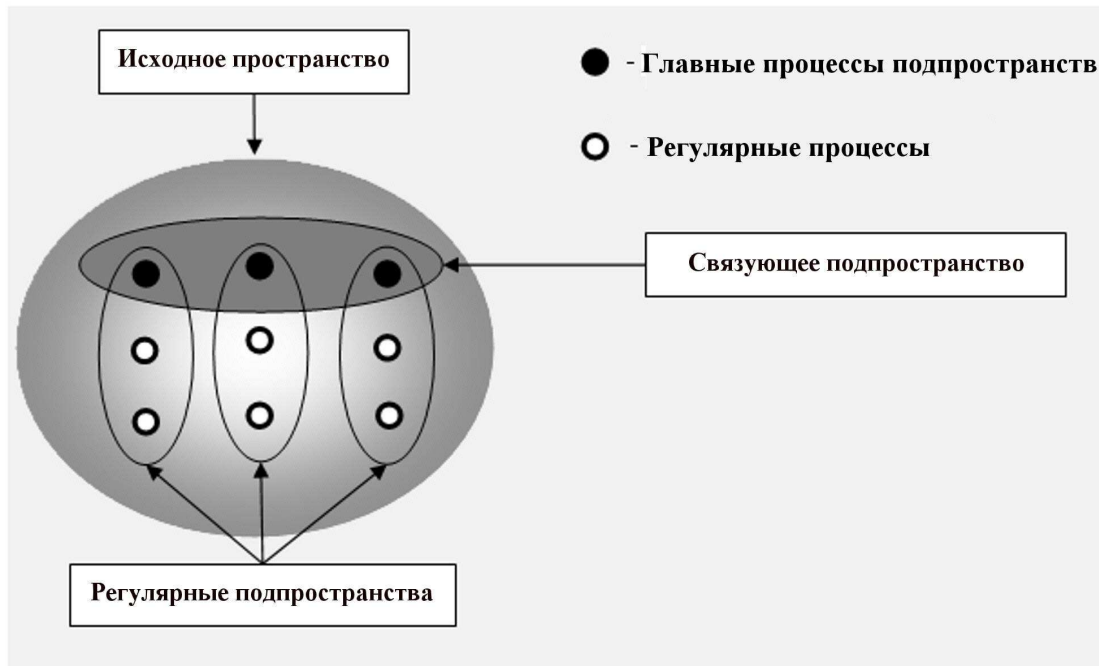 Исходное пространство
- Главные процессы подпространств
- Регулярные процессы
Связующее подпространство
Регулярные подпространства